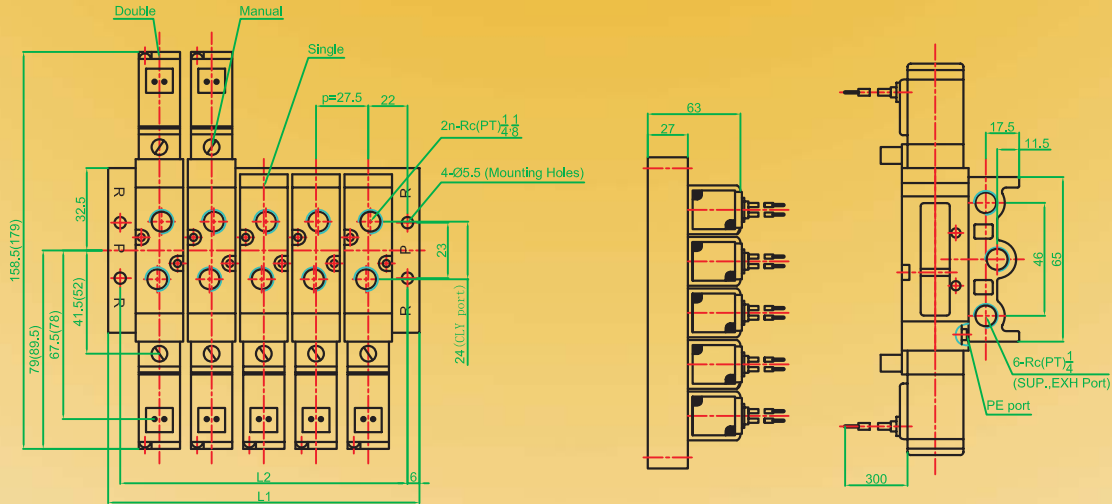 Double
Manual
Single
p=27.5
22
2n-Rc(PT)1/4 1/8
4-Ø5.5 (Mounting Holes)
R
R
P
P
R
R
32.5
158.5(179)
79(89.5)
67.5(78)
41.5(52)
23
24(CLY port)
L2
6
L1
63
27
17.5
11.5
46
65
6-Rc(PT)1/4
(SUP.,EXH Port)
PE port
300